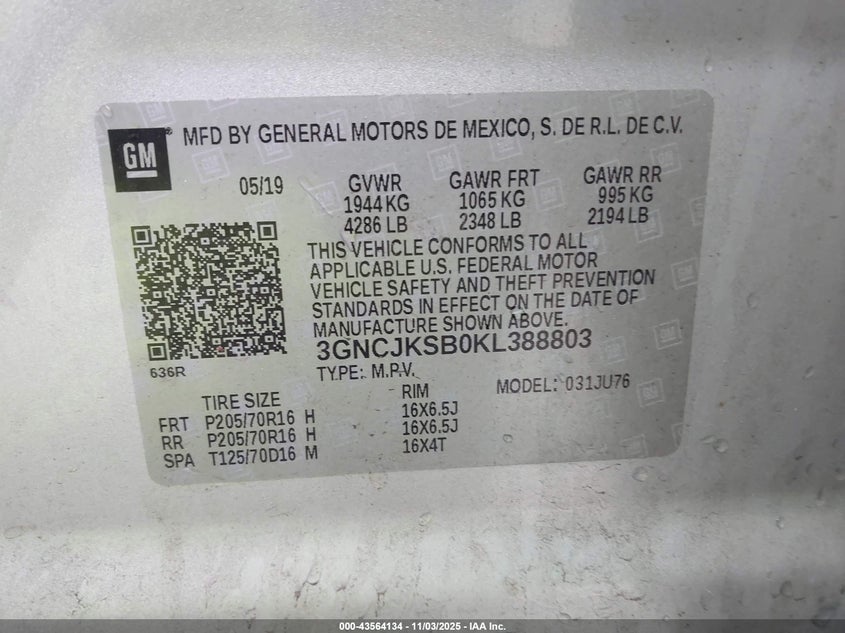 GM ® MFD BY GENERAL MOTORS DE MEXICO, S. DE R.L. DE C.V.
05/19 GVWR GAWR FRT GAWR RR
1944 KG 1065 KG 995 KG
4286 LB 2348 LB 2194 LB
THIS VEHICLE CONFORMS TO ALL
APPLICABLE U.S. FEDERAL MOTOR
VEHICLE SAFETY AND THEFT PREVENTION
STANDARDS IN EFFECT ON THE DATE OF
MANUFACTURE SHOWN ABOVE.
3GNCJKSB0KL388803
636R TYPE: M.P.V. MODEL: 031JU76
TIRE SIZE RIM
FRT P205/70R16 H 16X6.5J
RR P205/70R16 H 16X6.5J
SPA T125/70D16 M 16X4T
000-43564134 - 11/03/2025 - IAA Inc.